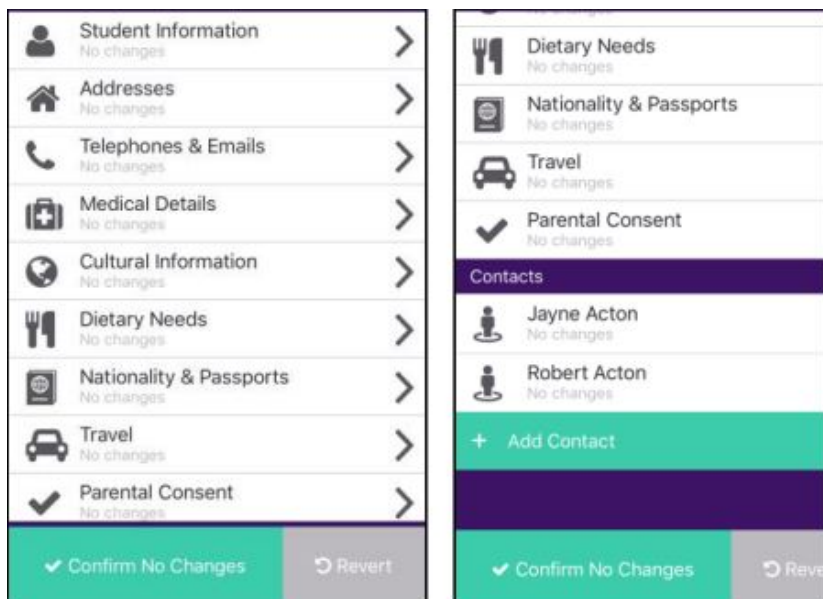 Student Information
No changes
Addresses
No changes
Telephones & Emails
No changes
Medical Details
No changes
Cultural Information
No changes
Dietary Needs
No changes
Nationality & Passports
No changes
Travel
No changes
Parental Consent
No changes
Confirm No Changes
Revert
Dietary Needs
No changes
Nationality & Passports
No changes
Travel
No changes
Parental Consent
No changes
Contacts
Jayne Acton
No changes
Robert Acton
No changes
+ Add Contact
Confirm No Changes
Reve